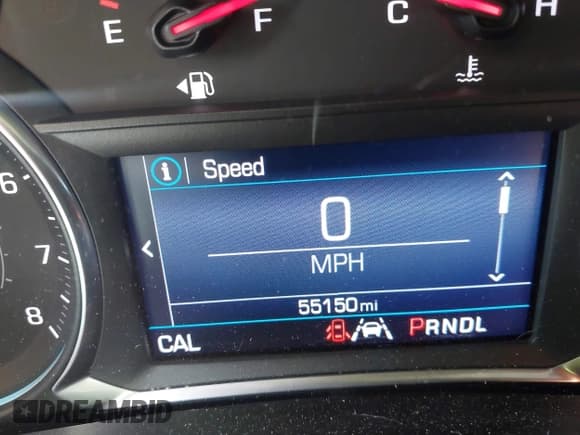 E F C H
6
7
8
i Speed
0
MPH
55150 mi
CAL PRNDL
DREAMBID